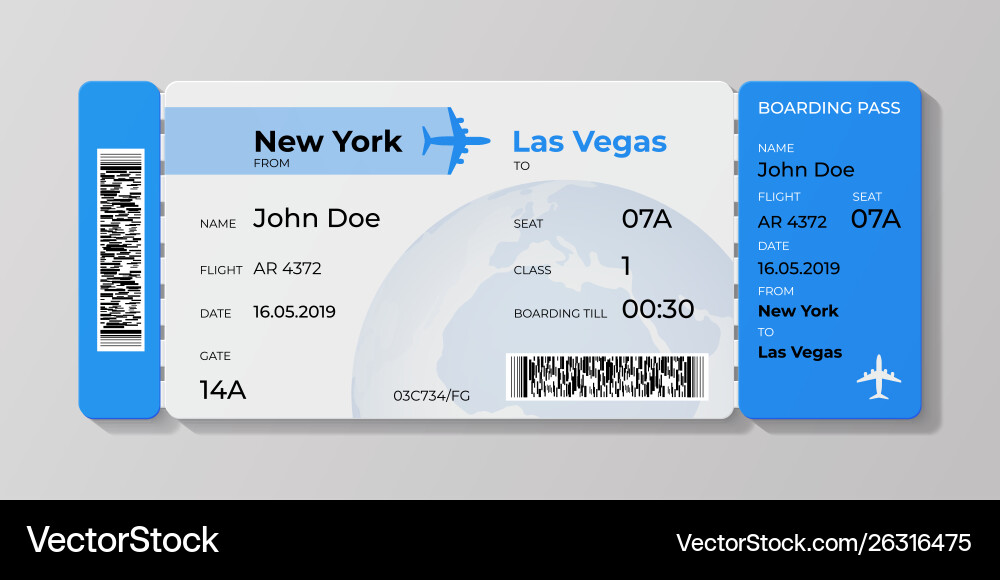 New York
FROM
Las Vegas
TO
NAME John Doe
SEAT 07A
FLIGHT AR 4372
CLASS 1
DATE 16.05.2019
BOARDING TILL 00:30
GATE
14A
03C734/FG
BOARDING PASS
NAME
John Doe
FLIGHT SEAT
AR 4372 07A
DATE
16.05.2019
FROM
New York
TO
Las Vegas
VectorStock
VectorStock.com/26316475